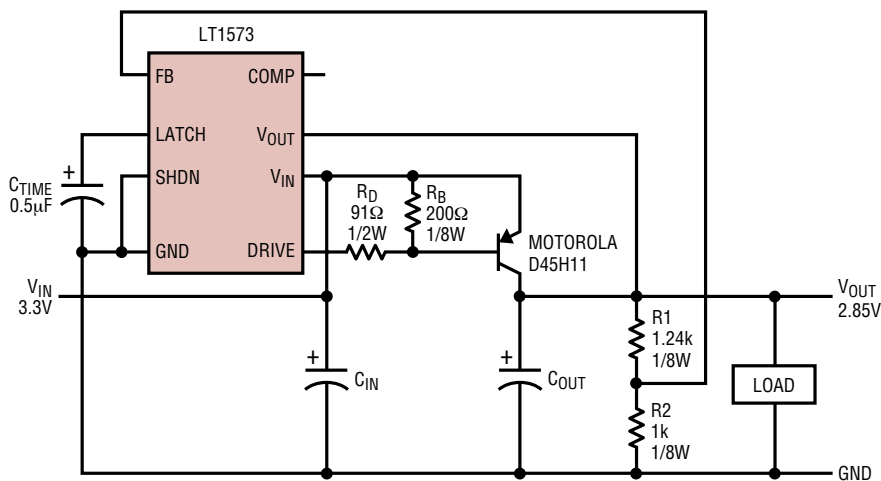 LT1573
FB
COMP
LATCH
VOUT
SHDN
VIN
GND
DRIVE
+
CTIME
0.5µF
RD
91Ω
1/2W
RB
200Ω
1/8W
MOTOROLA
D45H11
VIN
3.3V
VOUT
2.85V
+
CIN
+
COUT
R1
1.24k
1/8W
R2
1k
1/8W
LOAD
GND